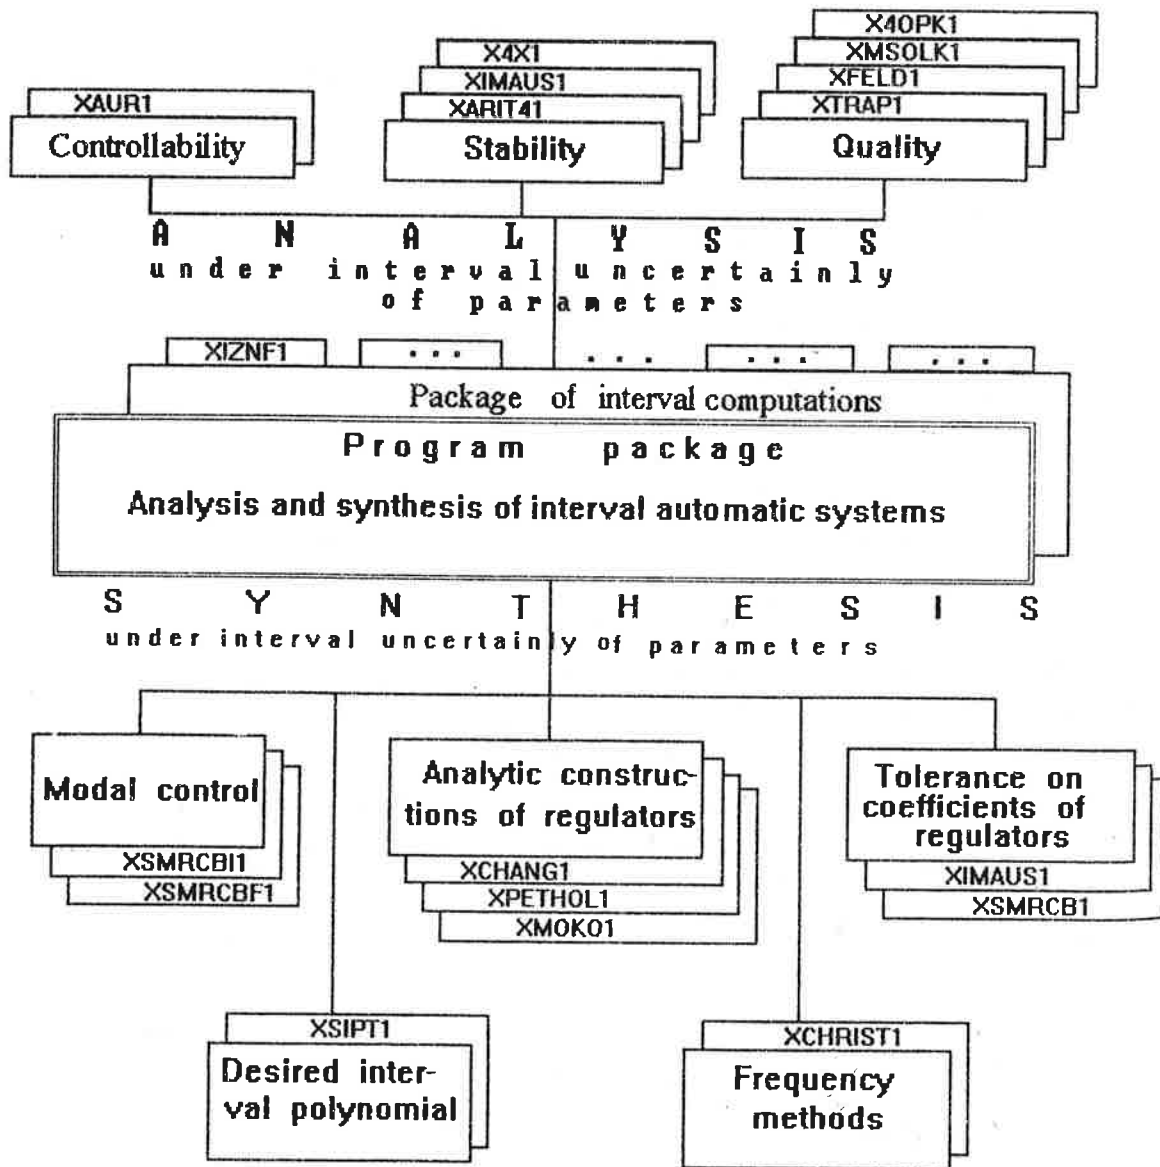 X4OPK1
X4X1
XMSOLK1
XIMAUS1
XFELD1
XAUR1
XARIT41
XTRAP1
Controllability
Stability
Quality
A N A L Y S I S
under interval uncertainly
of parameters
XIZNF1
...
...
...
...
Package of interval computations
Program package
Analysis and synthesis of interval automatic systems
S Y N T H E S I S
under interval uncertainly of parameters
Modal control
XSMRCBI1
XSMRCBF1
Analytic construc-
tions of regulators
XCHANG1
XPETHOL1
XMOKO1
Tolerance on
coefficients of
regulators
XIMAUS1
XSMRCB1
XSIPT1
Desired inter-
val polynomial
XCHRIST1
Frequency
methods